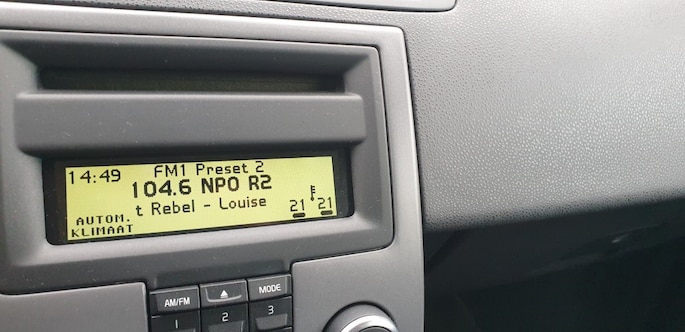 14:49 FM1 Preset 2
104.6 NPO R2
t Rebel - Louise
AUTOM. 21 21
KLIMAAT
AM/FM MODE
1 2 3